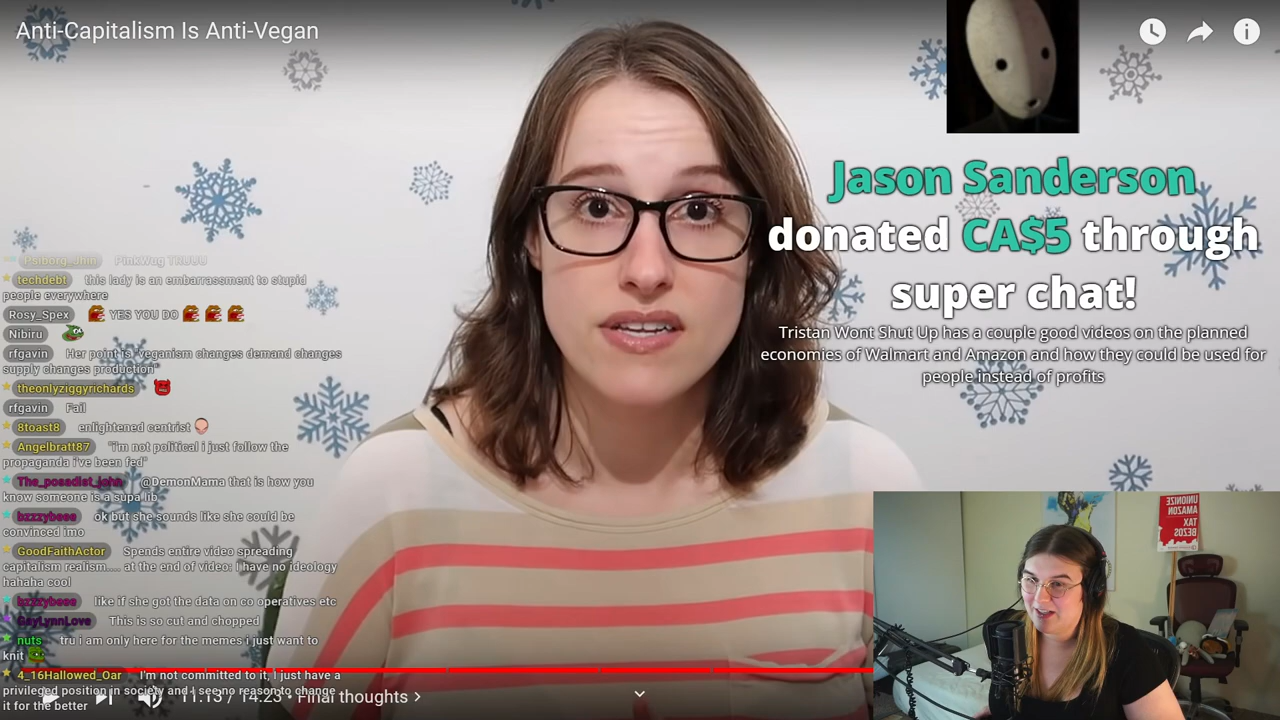 Anti-Capitalism Is Anti-Vegan
Jason Sanderson
donated CA$5 through
super chat!
Tristan Wont Shut Up has a couple good videos on the planned
economies of Walmart and Amazon and how they could be used for
people instead of profits
techdebt this lady is an embarrassment to stupid
people everywhere
Rosy_Spex YES YOU DO
Nibiru
rfgavin Her point is "veganism changes demand changes
supply changes production"
theonlyziggyrichards
rfgavin Fail
8toast8 enlightened centrist
Angelbratt87 "i'm not political i just follow the
propaganda i've been fed"
The_posadist_john @DemonMama that is how you
know someone is a supa lib
bzzzybeee ok but she sounds like she could be
convinced imo
GoodFaithActor Spends entire video spreading
capitalism realism.... at the end of video: I have no ideology
hahaha cool
bzzzybeee like if she got the data on co operatives etc
GayLynnLove This is so cut and chopped
nuts tru i am only here for the memes i just want to
knit
4_16Hallowed_Oar I'm not committed to it, I just have a
privileged position in society and I see no reason to change
it for the better
11:13 / 14:23 • Final thoughts
UNIONIZE
AMAZON
TAX
BEZOS